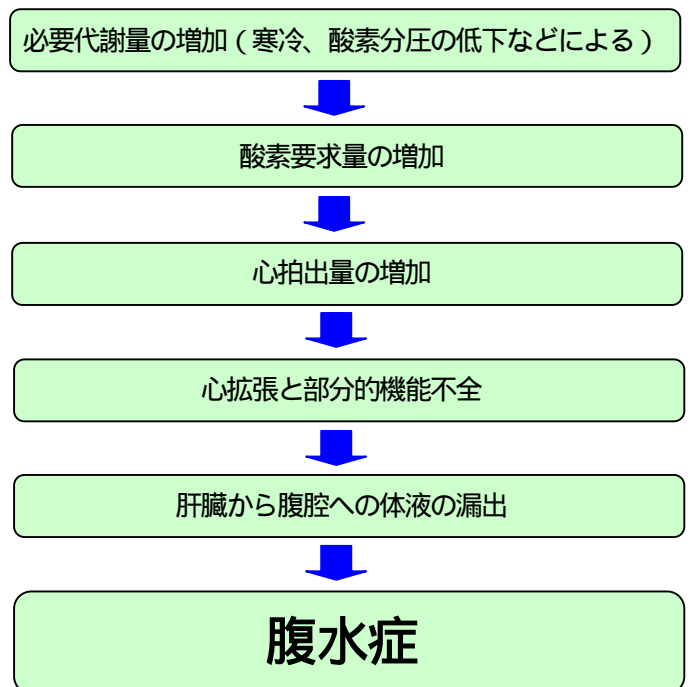 必要代謝量の増加(寒冷、酸素分圧の低下などによる)
酸素要求量の増加
心拍出量の増加
心拡張と部分的機能不全
肝臓から腹腔への体液の漏出
腹水症